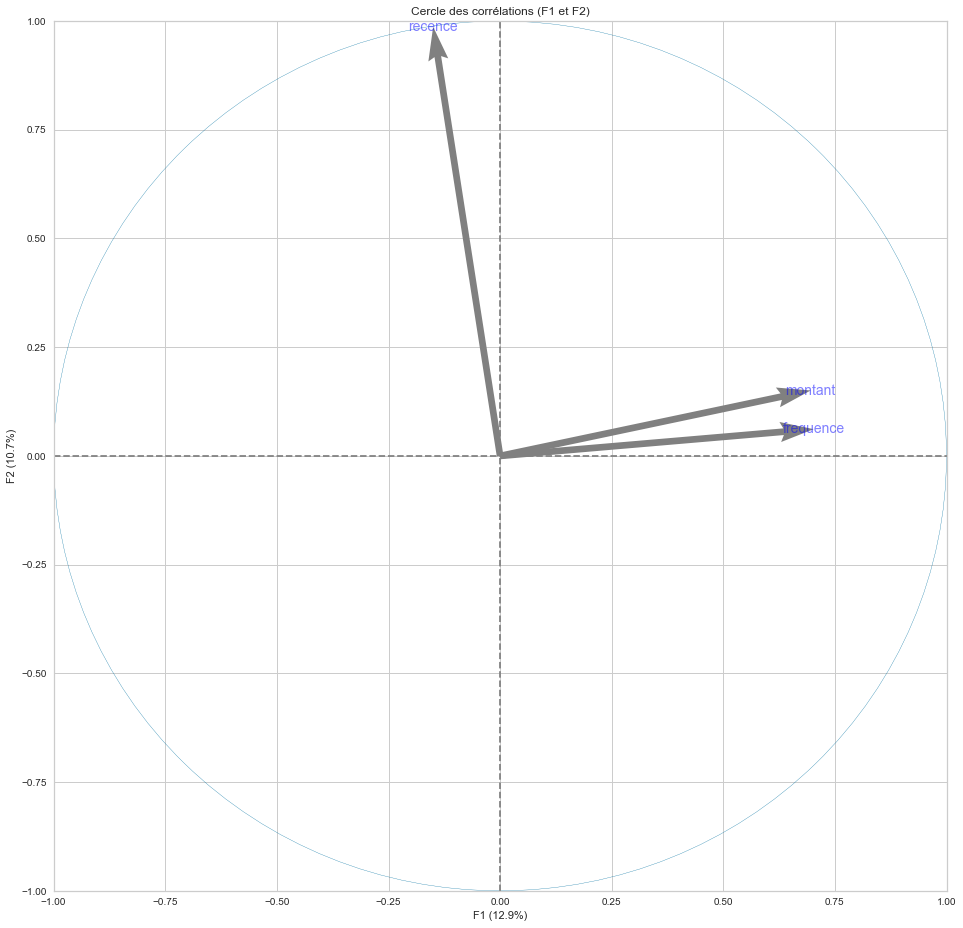 Cercle des corrélations (F1 et F2)
1.00
recence
0.75
0.50
0.25
montant
frequence
0.00
F2 (10.7%)
−0.25
−0.50
−0.75
−1.00
−1.00 −0.75 −0.50 −0.25 0.00 0.25 0.50 0.75 1.00
F1 (12.9%)